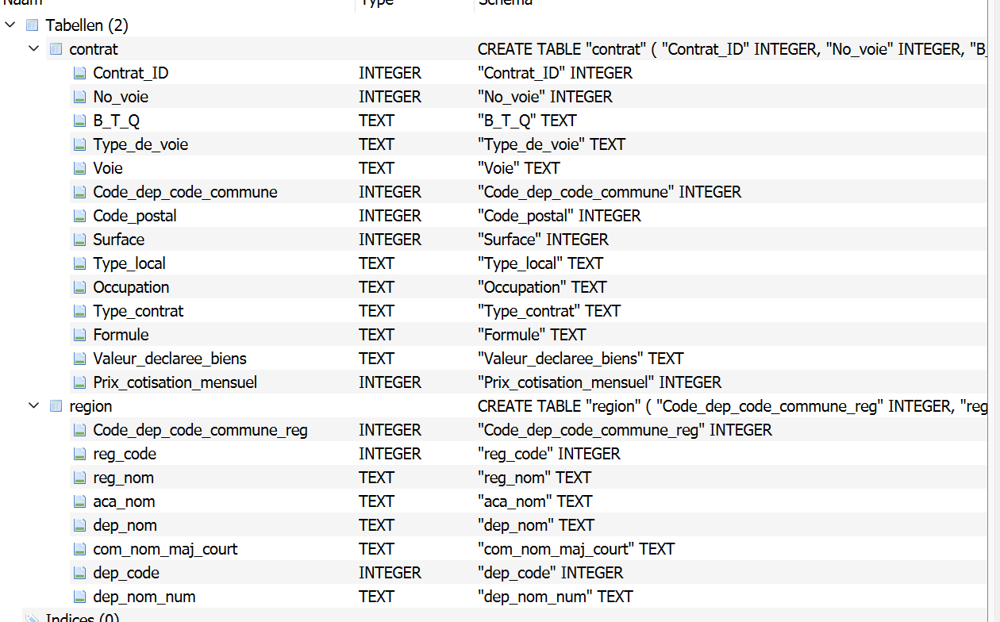 Naam Type Schema
Tabellen (2)
contrat CREATE TABLE "contrat" ( "Contrat_ID" INTEGER, "No_voie" INTEGER, "B_
Contrat_ID INTEGER "Contrat_ID" INTEGER
No_voie INTEGER "No_voie" INTEGER
B_T_Q TEXT "B_T_Q" TEXT
Type_de_voie TEXT "Type_de_voie" TEXT
Voie TEXT "Voie" TEXT
Code_dep_code_commune INTEGER "Code_dep_code_commune" INTEGER
Code_postal INTEGER "Code_postal" INTEGER
Surface INTEGER "Surface" INTEGER
Type_local TEXT "Type_local" TEXT
Occupation TEXT "Occupation" TEXT
Type_contrat TEXT "Type_contrat" TEXT
Formule TEXT "Formule" TEXT
Valeur_declaree_biens TEXT "Valeur_declaree_biens" TEXT
Prix_cotisation_mensuel INTEGER "Prix_cotisation_mensuel" INTEGER
region CREATE TABLE "region" ( "Code_dep_code_commune_reg" INTEGER, "reg
Code_dep_code_commune_reg INTEGER "Code_dep_code_commune_reg" INTEGER
reg_code INTEGER "reg_code" INTEGER
reg_nom TEXT "reg_nom" TEXT
aca_nom TEXT "aca_nom" TEXT
dep_nom TEXT "dep_nom" TEXT
com_nom_maj_court TEXT "com_nom_maj_court" TEXT
dep_code INTEGER "dep_code" INTEGER
dep_nom_num TEXT "dep_nom_num" TEXT
Indices (0)